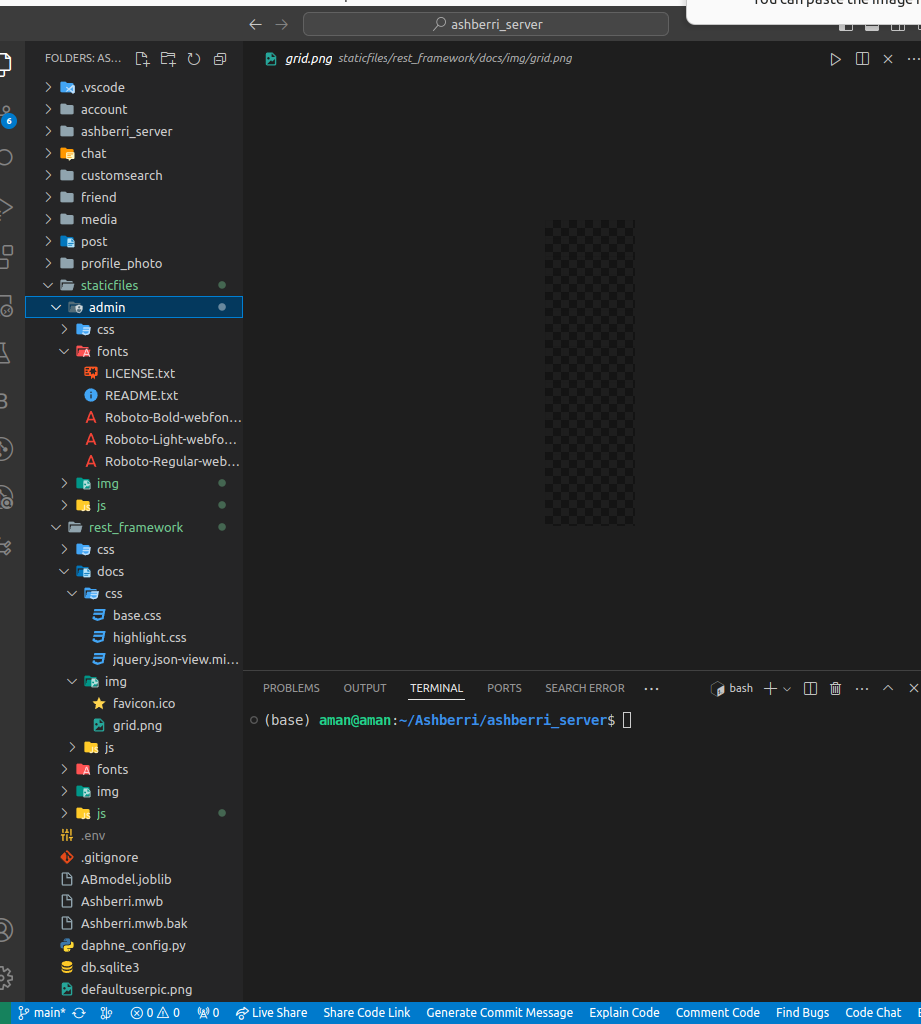 You can paste the image
ashberri_server
FOLDERS: AS...
grid.png staticfiles/rest_framework/docs/img/grid.png
.vscode
account
6
ashberri_server
chat
customsearch
friend
media
post
profile_photo
staticfiles
admin
css
fonts
LICENSE.txt
README.txt
Roboto-Bold-webfon...
Roboto-Light-webfo...
Roboto-Regular-web...
img
js
rest_framework
css
docs
css
base.css
highlight.css
jquery.json-view.mi...
img
favicon.ico
grid.png
js
fonts
img
js
.env
.gitignore
ABmodel.joblib
Ashberri.mwb
Ashberri.mwb.bak
daphne_config.py
db.sqlite3
defaultuserpic.png
PROBLEMS OUTPUT TERMINAL PORTS SEARCH ERROR ... bash
(base) aman@aman:~/Ashberri/ashberri_server$
main* 0 0 0 Live Share Share Code Link Generate Commit Message Explain Code Comment Code Find Bugs Code Chat